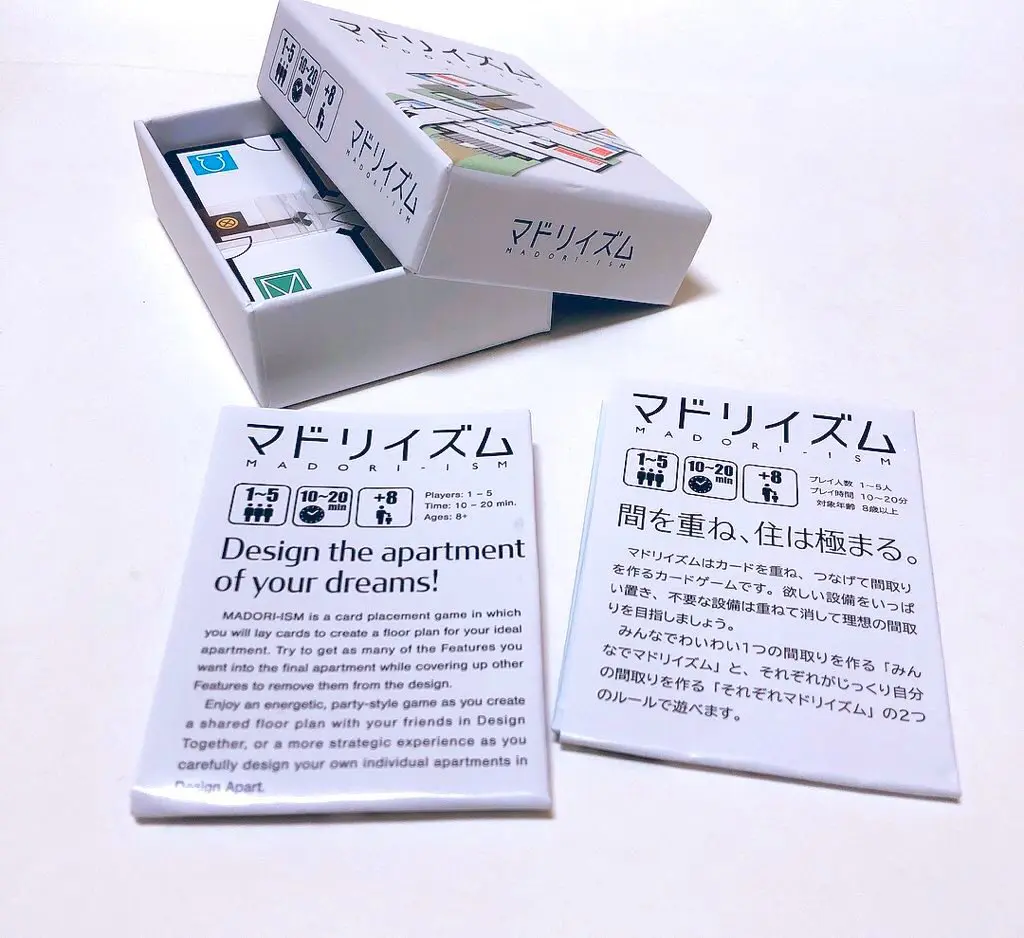 マドリイズム
MADORI-ISM
1~5
10~20
min
+8
マドリイズム
MADORI-ISM
マドリイズム
MADORI-ISM
マドリイズム
MADORI-ISM
1~5
10~20
min
+8
Players: 1 – 5
Time: 10 – 20 min.
Ages: 8+
Design the apartment
of your dreams!
MADORI-ISM is a card placement game in which
you will lay cards to create a floor plan for your ideal
apartment. Try to get as many of the Features you
want into the final apartment while covering up other
Features to remove them from the design.
Enjoy an energetic, party-style game as you create
a shared floor plan with your friends in Design
Together, or a more strategic experience as you
carefully design your own individual apartments in
Design Apart.
マドリイズム
MADORI-ISM
1~5
10~20
min
+8
プレイ人数 1~5人
プレイ時間 10~20分
対象年齢 8歳以上
間を重ね、住は極まる。
マドリイズムはカードを重ね、つなげて間取り
を作るカードゲームです。欲しい設備をいっぱ
い置き、不要な設備は重ねて消して理想の間取
りを目指しましょう。
みんなでわいわい1つの間取りを作る「みん
なでマドリイズム」と、それぞれがじっくり自分
の間取りを作る「それぞれマドリイズム」の2つ
のルールで遊べます。